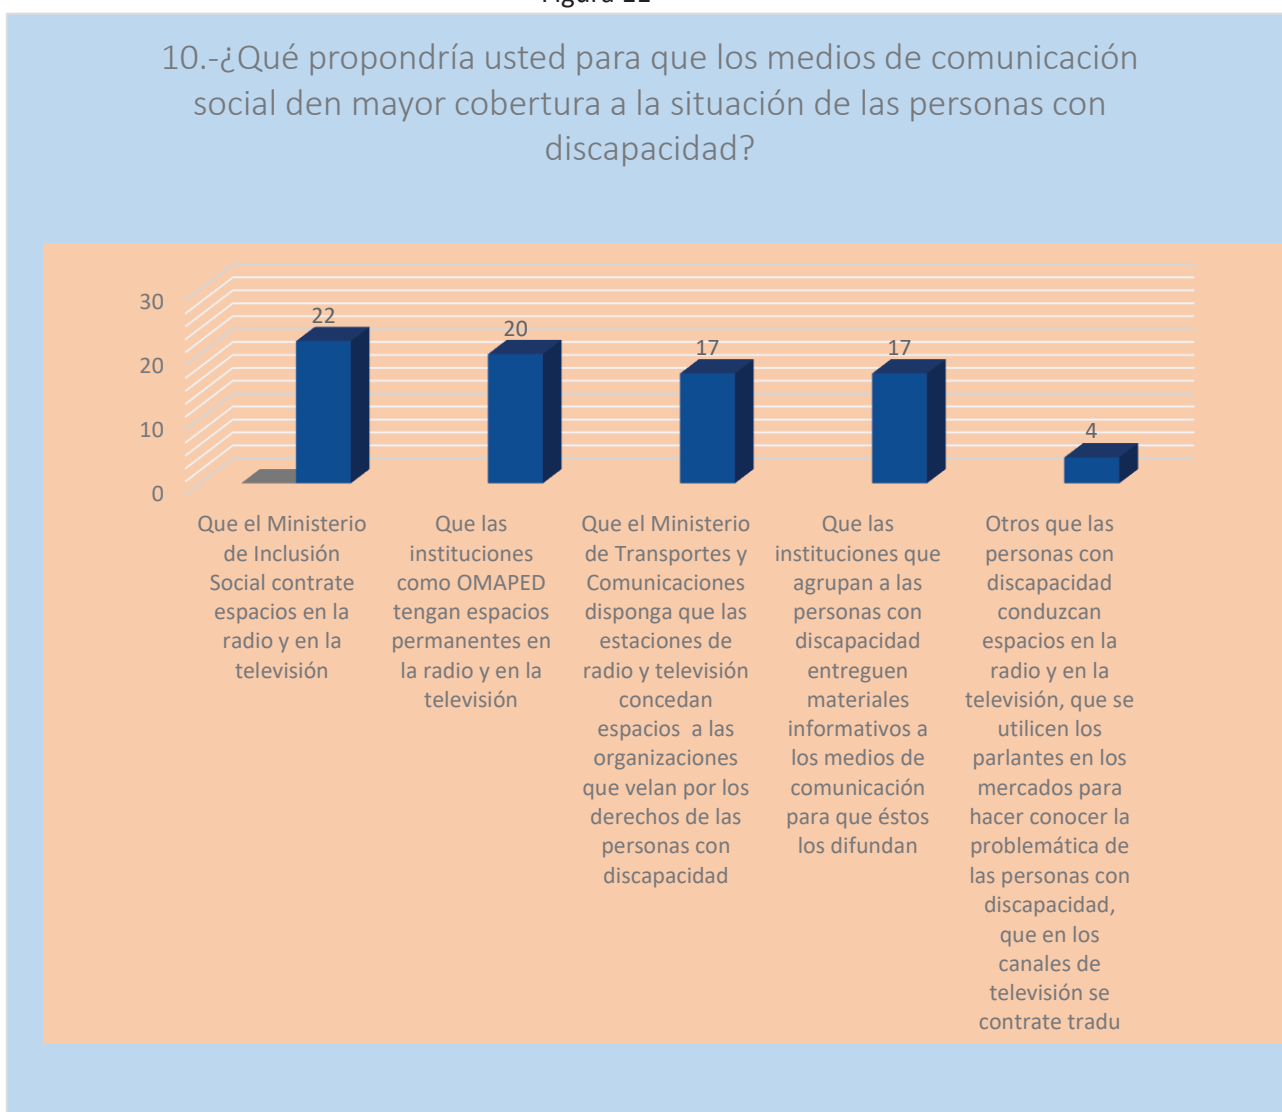 10.-¿Qué propondría usted para que los medios de comunicación
social den mayor cobertura a la situación de las personas con
discapacidad?
30
20
10
0
22
20
17
17
4
Que el Ministerio
de Inclusión
Social contrate
espacios en la
radio y en la
televisión
Que las
instituciones
como OMAPED
tengan espacios
permanentes en
la radio y en la
televisión
Que el Ministerio
de Transportes y
Comunicaciones
disponga que las
estaciones de
radio y televisión
concedan
espacios a las
organizaciones
que velan por los
derechos de las
personas con
discapacidad
Que las
instituciones que
agrupan a las
personas con
discapacidad
entreguen
materiales
informativos a
los medios de
comunicación
para que éstos
los difundan
Otros que las
personas con
discapacidad
conduzcan
espacios en la
radio y en la
televisión, que se
utilicen los
parlantes en los
mercados para
hacer conocer la
problemática de
las personas con
discapacidad,
que en los
canales de
televisión se
contrate tradu